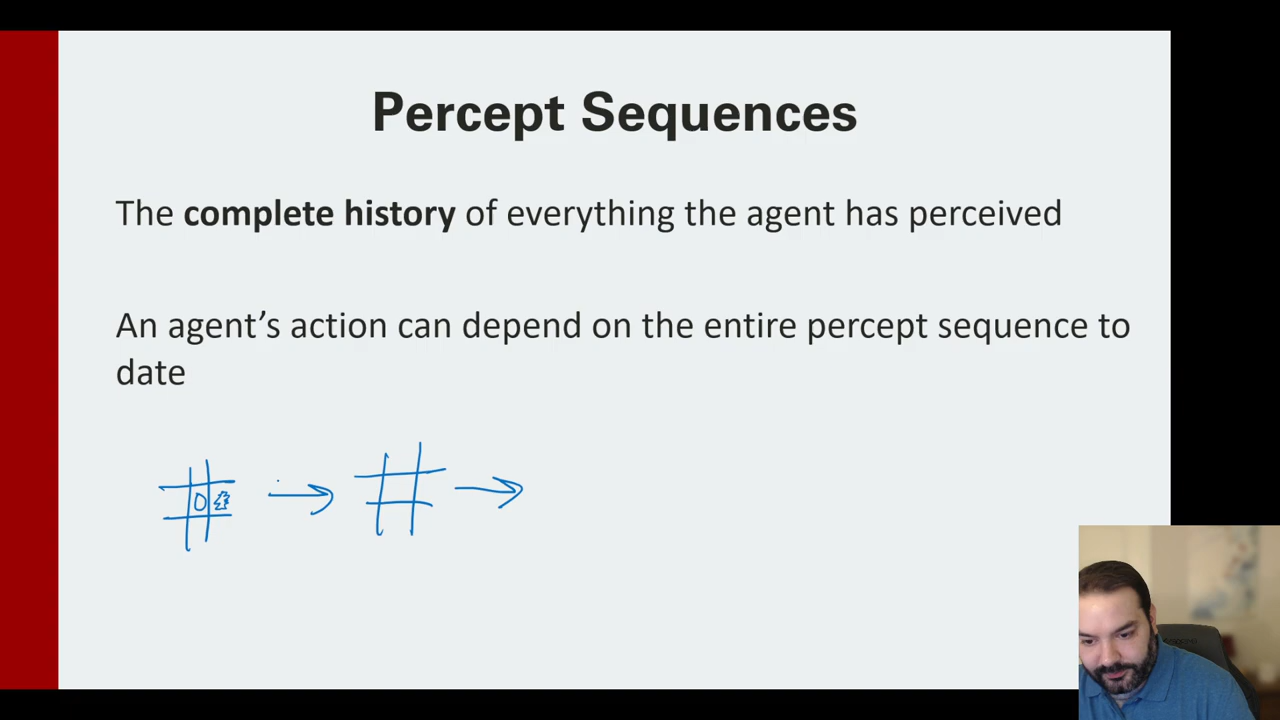 Percept Sequences
The complete history of everything the agent has perceived
An agent’s action can depend on the entire percept sequence to
date
O